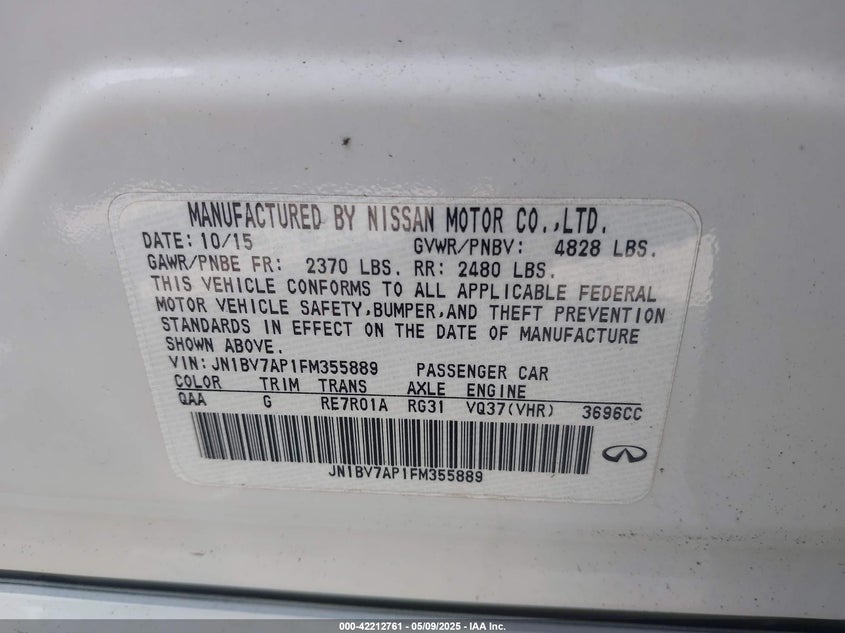 MANUFACTURED BY NISSAN MOTOR CO.,LTD.
DATE: 10/15 GVWR/PNBV: 4828 LBS.
GAWR/PNBE FR: 2370 LBS. RR: 2480 LBS.
THIS VEHICLE CONFORMS TO ALL APPLICABLE FEDERAL
MOTOR VEHICLE SAFETY,BUMPER,AND THEFT PREVENTION
STANDARDS IN EFFECT ON THE DATE OF MANUFACTURE
SHOWN ABOVE.
VIN: JN1BV7AP1FM355889 PASSENGER CAR
COLOR TRIM TRANS AXLE ENGINE
QAA G RE7R01A RG31 VQ37(VHR) 3696CC
JN1BV7AP1FM355889
000-42212761 - 05/09/2025 - IAA Inc.